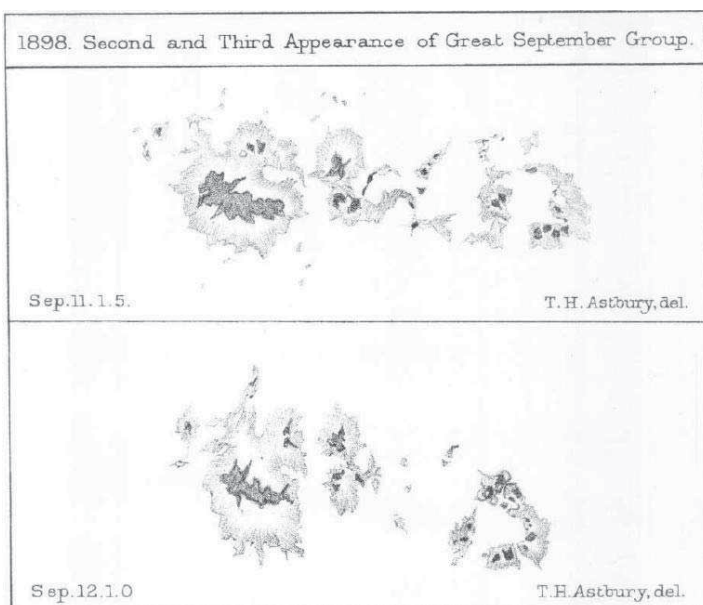 1898. Second and Third Appearance of Great September Group.
Sep.11.1.5.
T.H.Astbury, del.
Sep.12.1.0
T.H.Astbury, del.